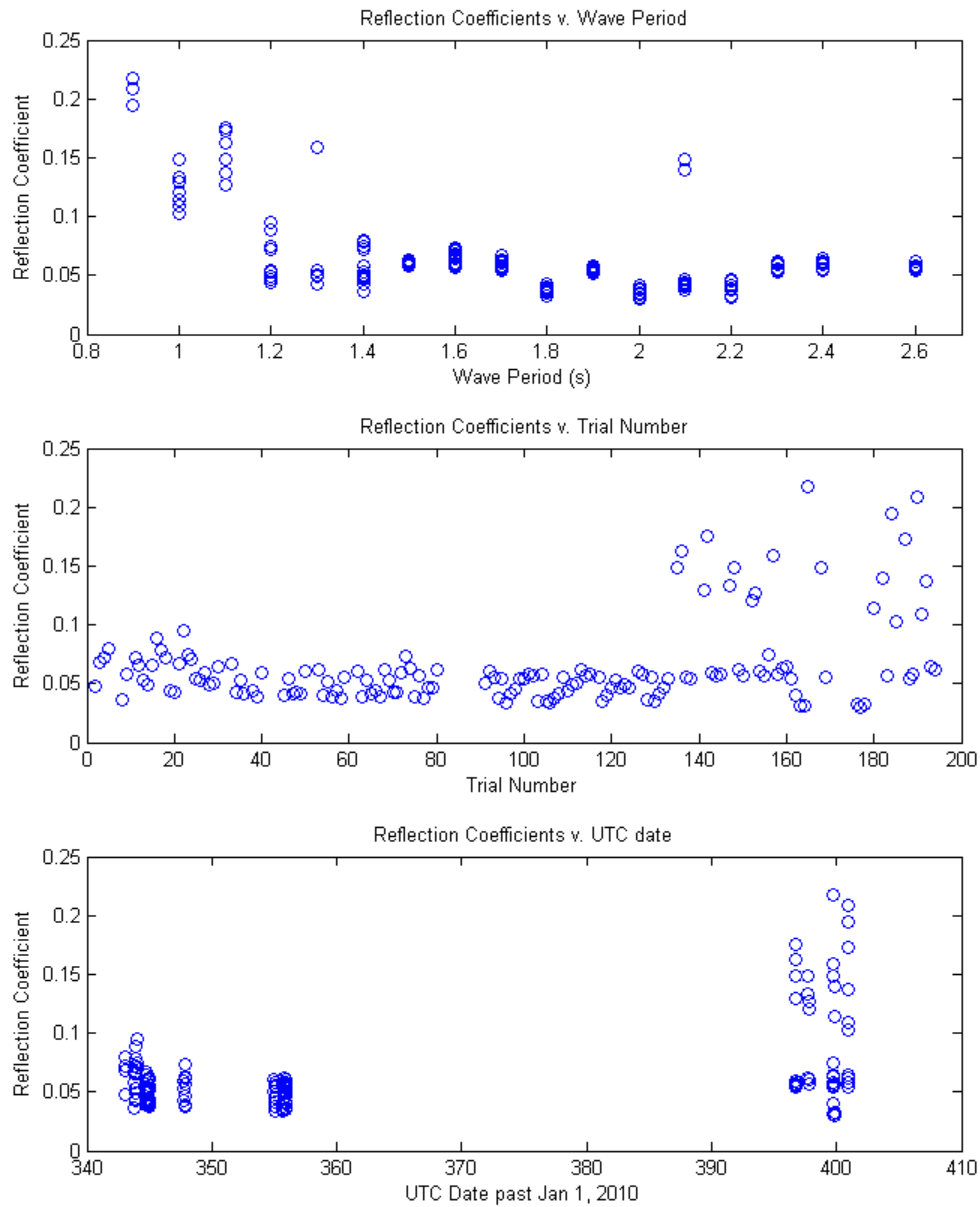 Reflection Coefficients v. Wave Period
0.25
0.2
0.15
0.1
0.05
0
Reflection Coefficient
0.8 1 1.2 1.4 1.6 1.8 2 2.2 2.4 2.6
Wave Period (s)
Reflection Coefficients v. Trial Number
0.25
0.2
0.15
0.1
0.05
0
Reflection Coefficient
0 20 40 60 80 100 120 140 160 180 200
Trial Number
Reflection Coefficients v. UTC date
0.25
0.2
0.15
0.1
0.05
0
Reflection Coefficient
340 350 360 370 380 390 400 410
UTC Date past Jan 1, 2010